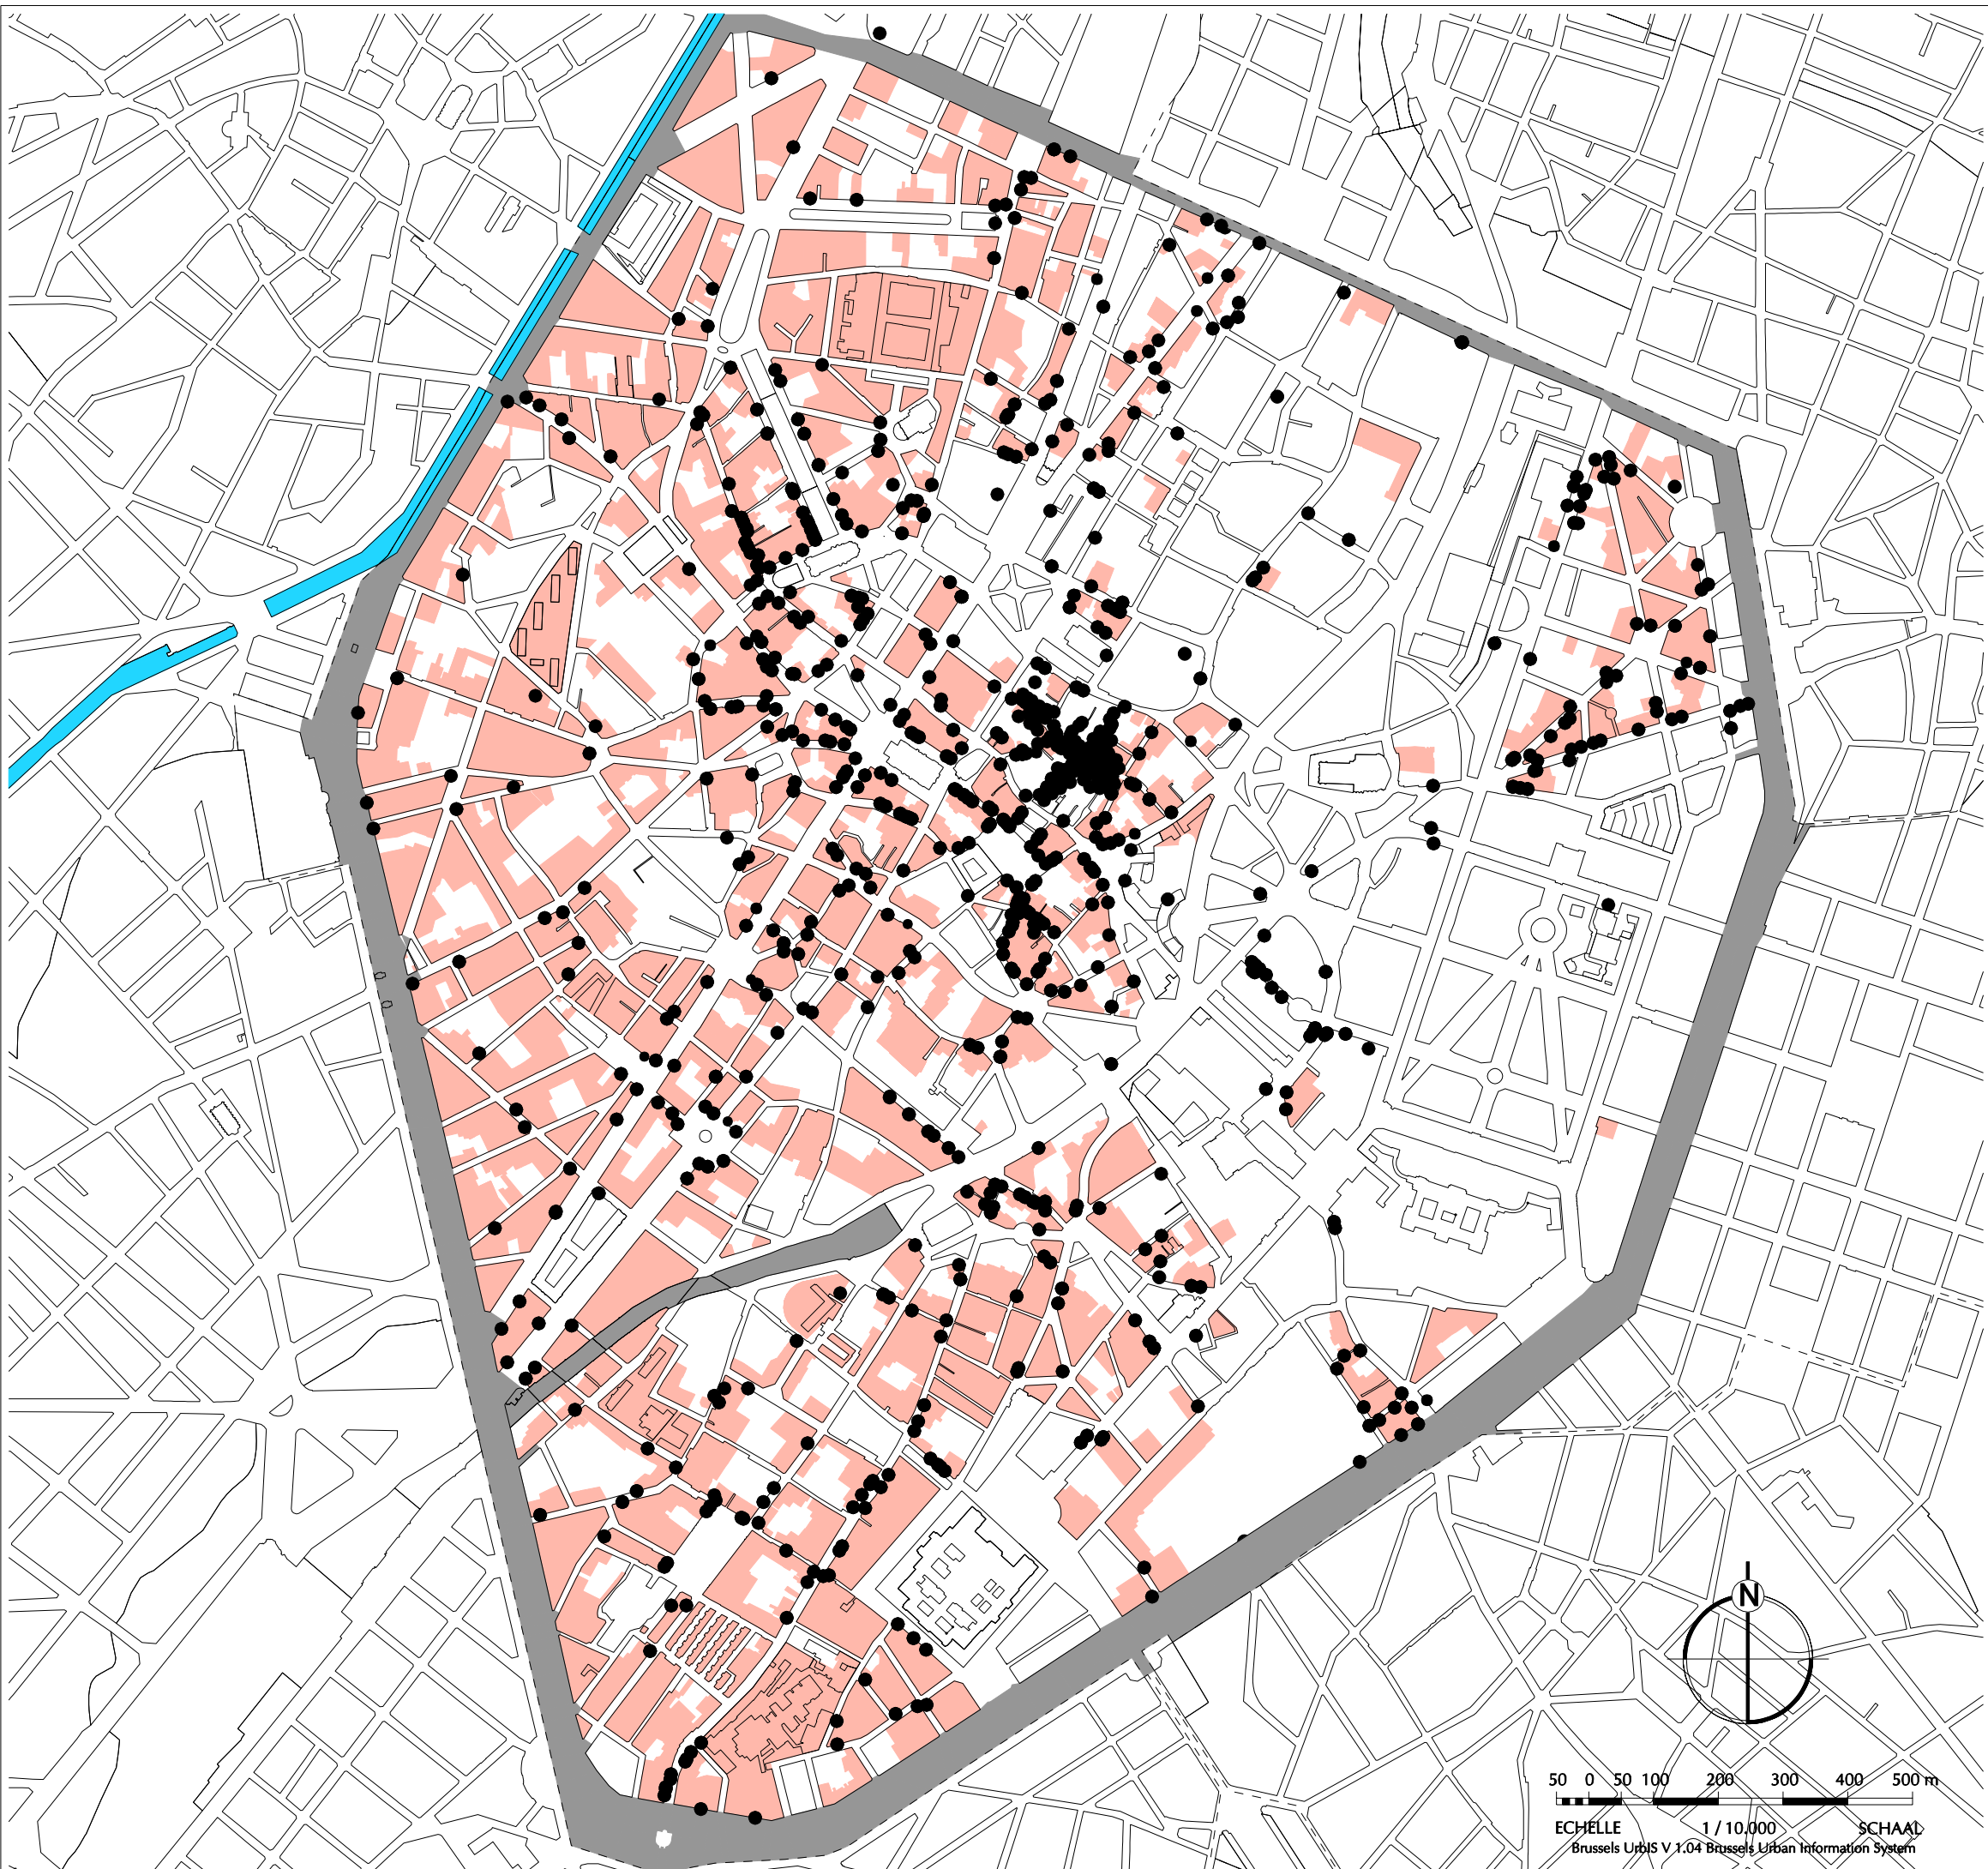 N
50 0 50 100 200 300 400 500 m
ECHELLE 1 / 10.000 SCHAAL
Brussels UrbIS V 1.04 Brussels Urban Information System